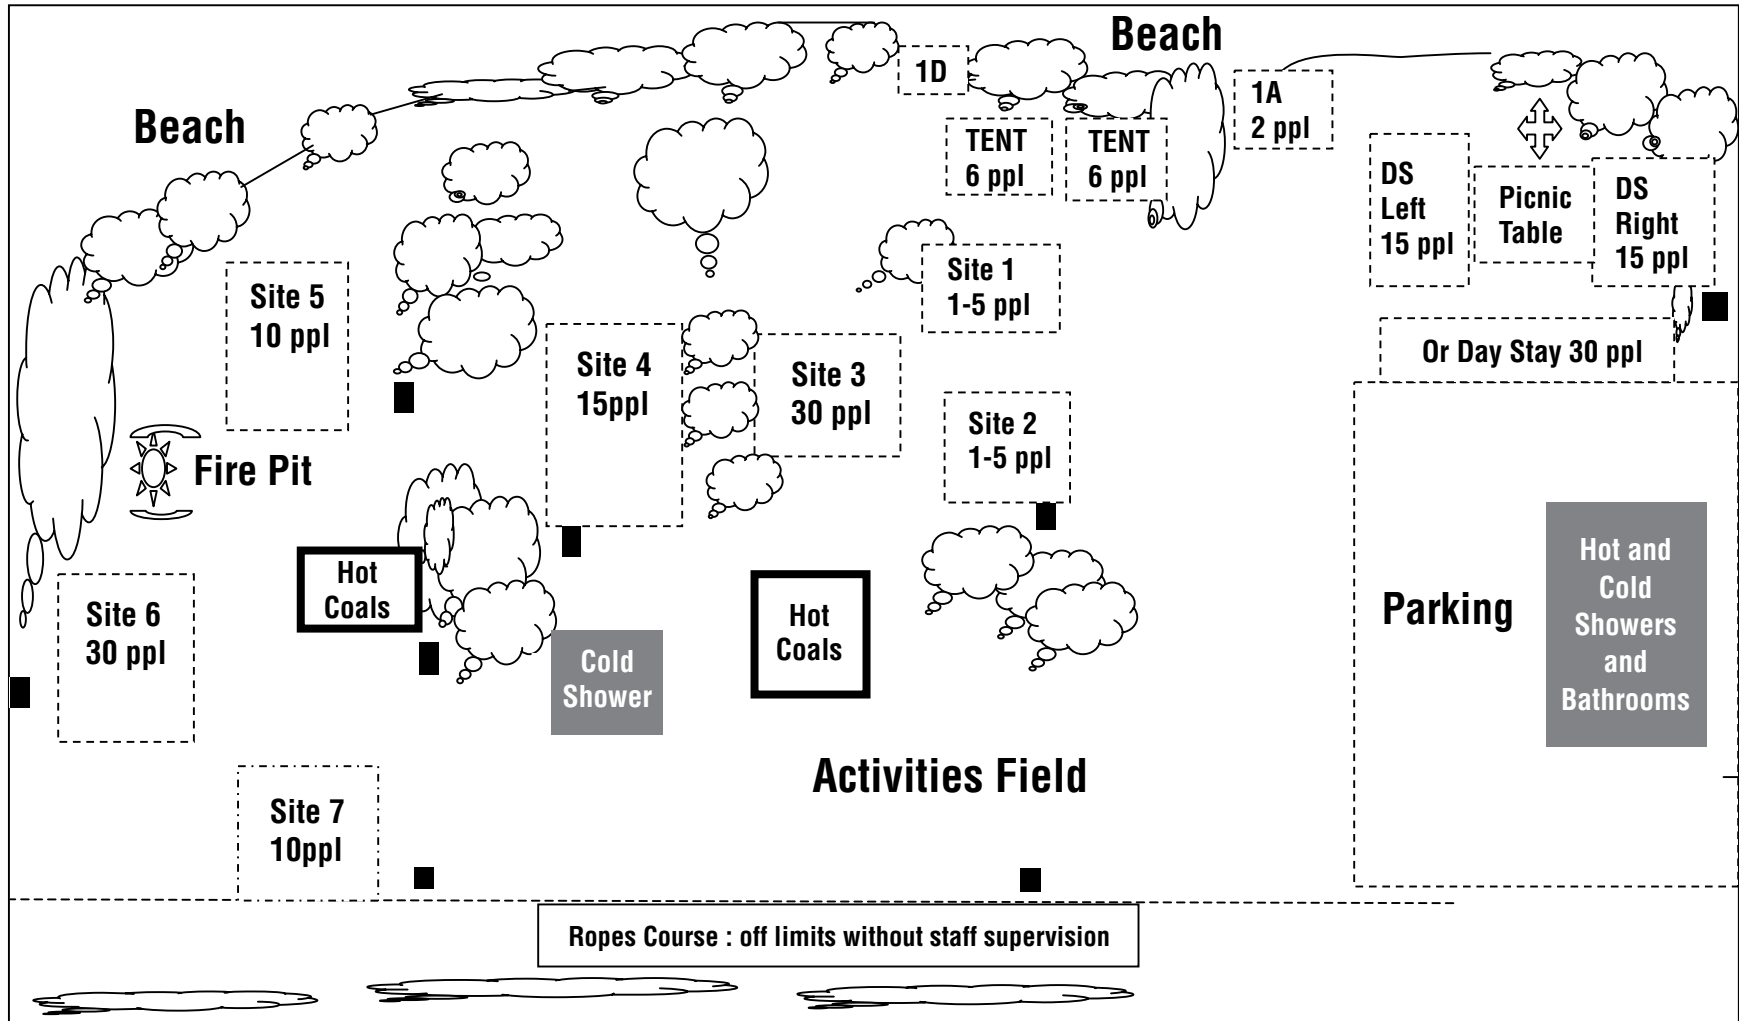 Beach
1D
1A
2 ppl
Beach
TENT
6 ppl
TENT
6 ppl
DS
Left
15 ppl
Picnic
Table
DS
Right
15 ppl
Site 1
1-5 ppl
Site 5
10 ppl
Or Day Stay 30 ppl
Site 4
15ppl
Site 3
30 ppl
Site 2
1-5 ppl
Fire Pit
Hot and
Cold
Showers
and
Bathrooms
Hot
Coals
Parking
Site 6
30 ppl
Hot
Coals
Cold
Shower
Activities Field
Site 7
10ppl
Ropes Course : off limits without staff supervision